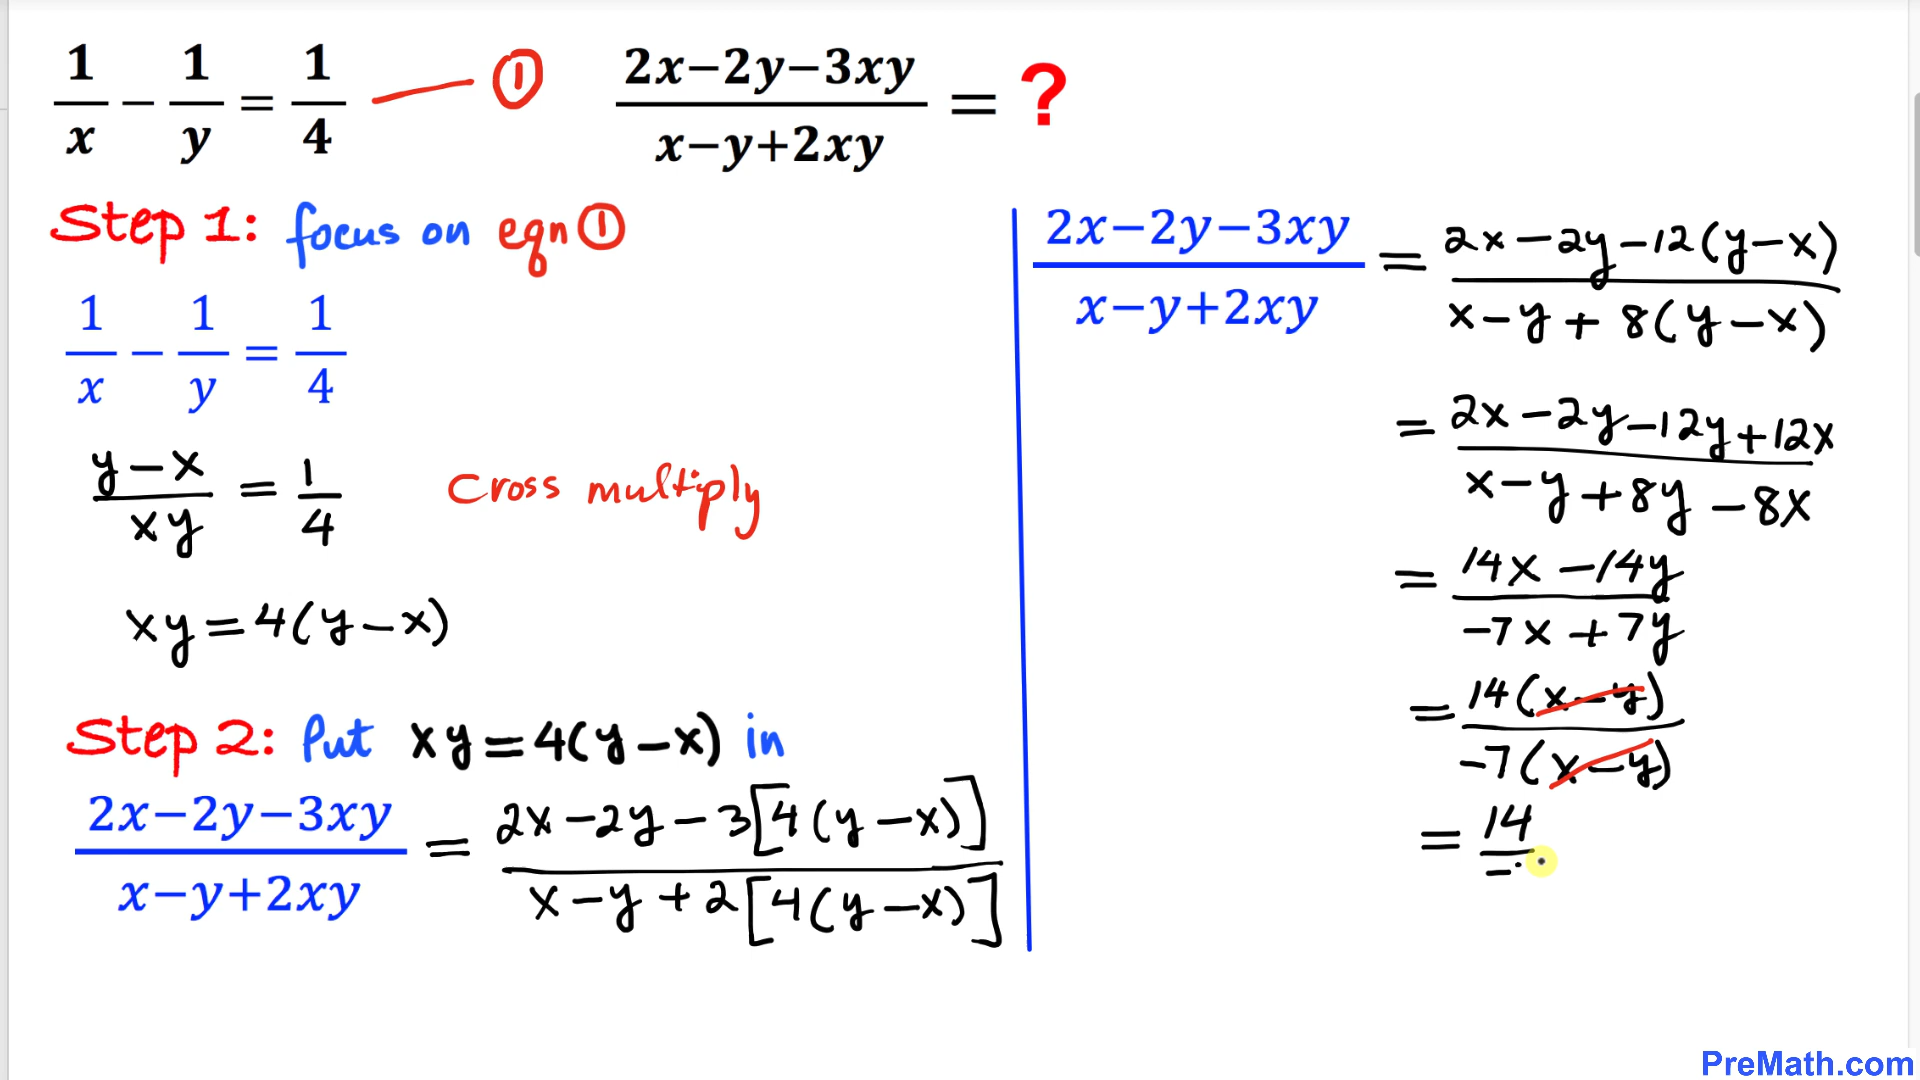 1/x − 1/y = 1/4 — ① (2x−2y−3xy)/(x−y+2xy) = ?
Step 1: focus on eqn ①
1/x − 1/y = 1/4
(y−x)/xy = 1/4 Cross multiply
xy = 4(y−x)
Step 2: Put xy = 4(y−x) in
(2x−2y−3xy)/(x−y+2xy) = (2x−2y−3[4(y−x)])/(x−y+2[4(y−x)])
(2x−2y−3xy)/(x−y+2xy) = (2x−2y−12(y−x))/(x−y+8(y−x))
= (2x−2y−12y+12x)/(x−y+8y−8x)
= (14x−14y)/(−7x+7y)
= 14(x−y)/−7(x−y)
= 14/−
PreMath.com